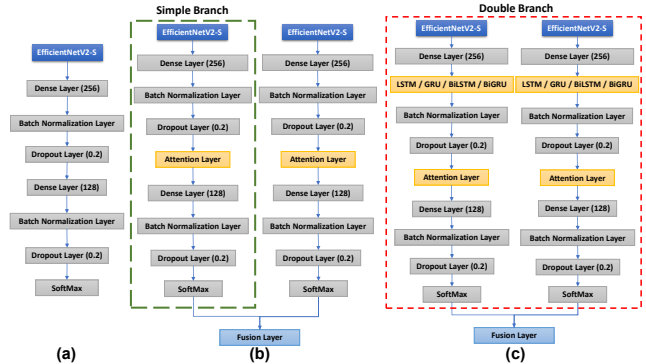 Simple Branch
Double Branch
EfficientNetV2-S
Dense Layer (256)
Batch Normalization Layer
Dropout Layer (0.2)
Dense Layer (128)
Batch Normalization Layer
Dropout Layer (0.2)
SoftMax
(a)
EfficientNetV2-S
Dense Layer (256)
Batch Normalization Layer
Dropout Layer (0.2)
Attention Layer
Dense Layer (128)
Batch Normalization Layer
Dropout Layer (0.2)
SoftMax
EfficientNetV2-S
Dense Layer (256)
Batch Normalization Layer
Dropout Layer (0.2)
Attention Layer
Dense Layer (128)
Batch Normalization Layer
Dropout Layer (0.2)
SoftMax
Fusion Layer
(b)
EfficientNetV2-S
Dense Layer (256)
LSTM / GRU / BiLSTM / BiGRU
Batch Normalization Layer
Dropout Layer (0.2)
Attention Layer
Dense Layer (128)
Batch Normalization Layer
Dropout Layer (0.2)
SoftMax
EfficientNetV2-S
Dense Layer (256)
LSTM / GRU / BiLSTM / BiGRU
Batch Normalization Layer
Dropout Layer (0.2)
Attention Layer
Dense Layer (128)
Batch Normalization Layer
Dropout Layer (0.2)
SoftMax
Fusion Layer
(c)